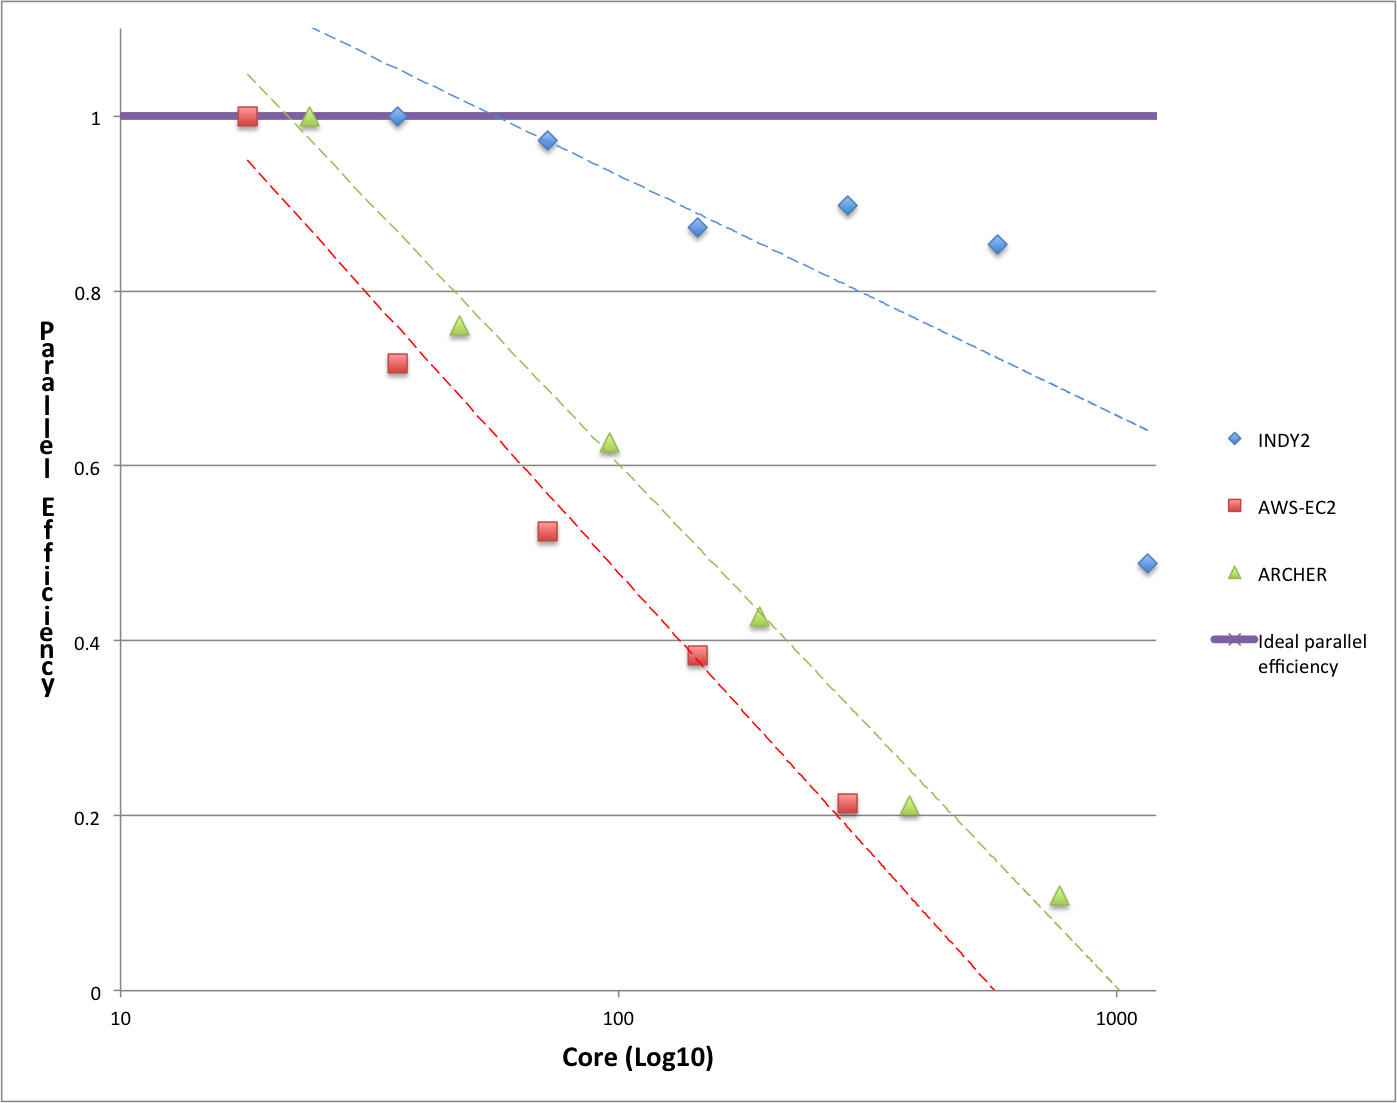 1
0.8
0.6
0.4
0.2
0
Parallel Efficiency
10
100
1000
Core (Log10)
INDY2
AWS-EC2
ARCHER
Ideal parallel
efficiency